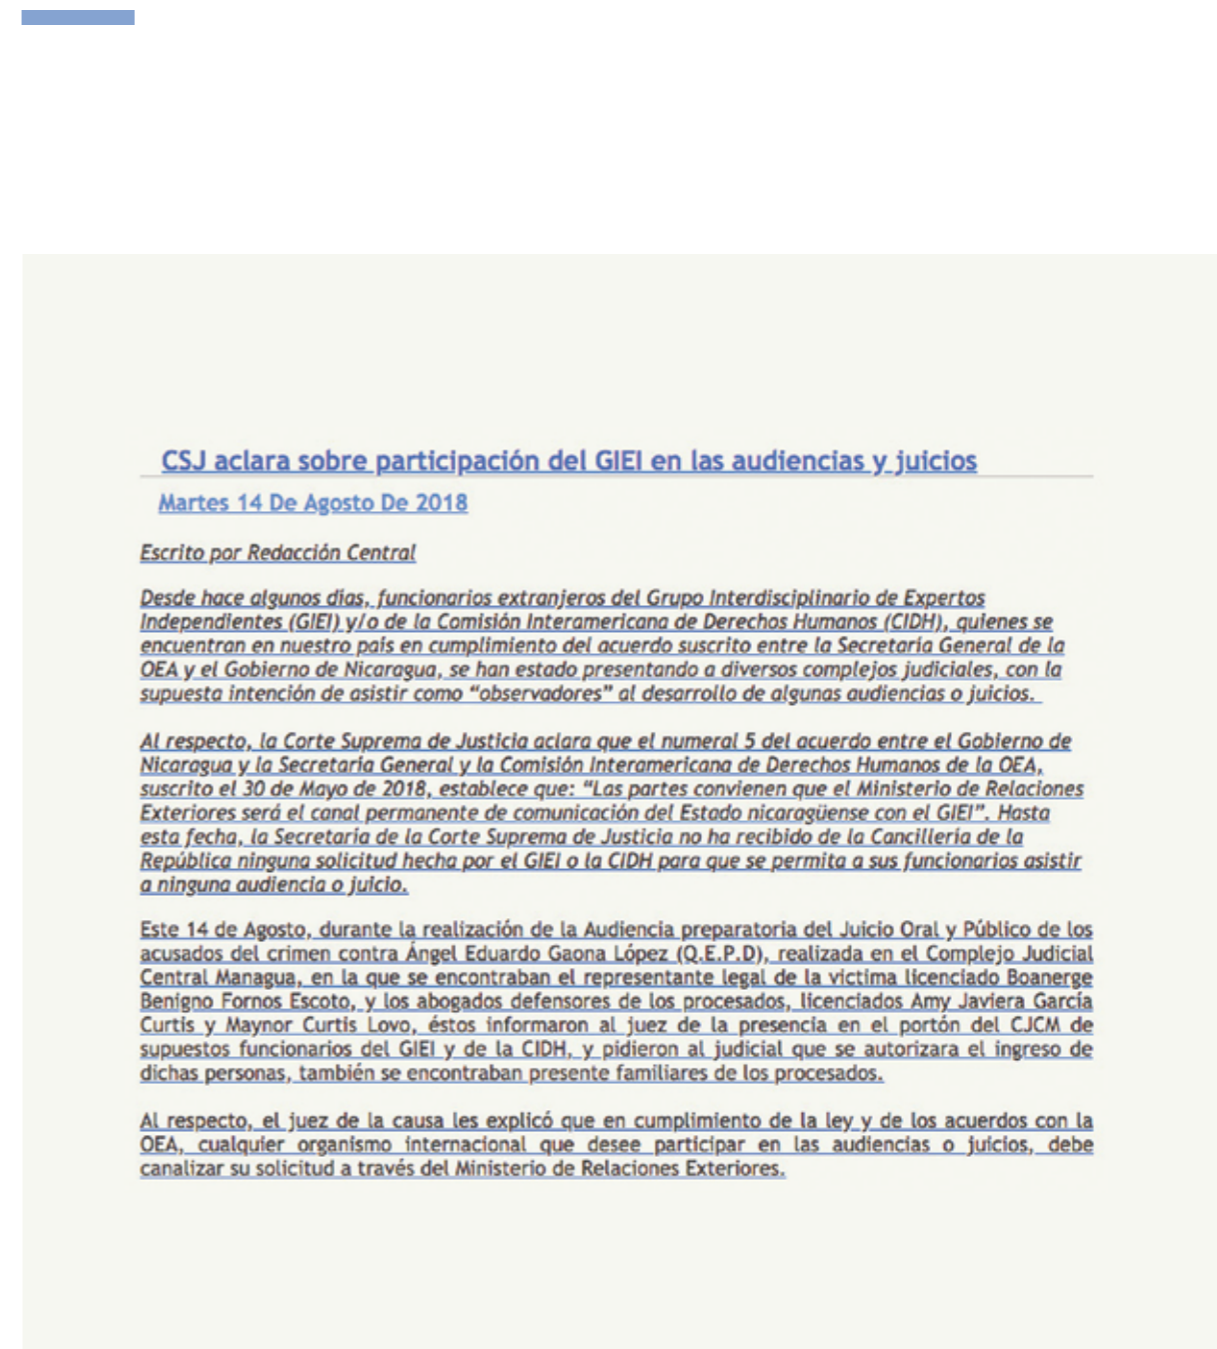 CSJ aclara sobre participación del GIEI en las audiencias y juicios
Martes 14 De Agosto De 2018
Escrito por Redacción Central
Desde hace algunos días, funcionarios extranjeros del Grupo Interdisciplinario de Expertos
Independientes (GIEI) y/o de la Comisión Interamericana de Derechos Humanos (CIDH), quienes se
encuentran en nuestro país en cumplimiento del acuerdo suscrito entre la Secretaría General de la
OEA y el Gobierno de Nicaragua, se han estado presentando a diversos complejos judiciales, con la
supuesta intención de asistir como “observadores” al desarrollo de algunas audiencias o juicios.
Al respecto, la Corte Suprema de Justicia aclara que el numeral 5 del acuerdo entre el Gobierno de
Nicaragua y la Secretaría General y la Comisión Interamericana de Derechos Humanos de la OEA,
suscrito el 30 de Mayo de 2018, establece que: “Las partes convienen que el Ministerio de Relaciones
Exteriores será el canal permanente de comunicación del Estado nicaragüense con el GIEI”. Hasta
esta fecha, la Secretaría de la Corte Suprema de Justicia no ha recibido de la Cancillería de la
República ninguna solicitud hecha por el GIEI o la CIDH para que se permita a sus funcionarios asistir
a ninguna audiencia o juicio.
Este 14 de Agosto, durante la realización de la Audiencia preparatoria del Juicio Oral y Público de los
acusados del crimen contra Ángel Eduardo Gaona López (Q.E.P.D), realizada en el Complejo Judicial
Central Managua, en la que se encontraban el representante legal de la victima licenciado Boanerge
Benigno Fornos Escoto, y los abogados defensores de los procesados, licenciados Amy Javiera García
Curtis y Maynor Curtis Lovo, éstos informaron al juez de la presencia en el portón del CJCM de
supuestos funcionarios del GIEI y de la CIDH, y pidieron al judicial que se autorizara el ingreso de
dichas personas, también se encontraban presente familiares de los procesados.
Al respecto, el juez de la causa les explicó que en cumplimiento de la ley y de los acuerdos con la
OEA, cualquier organismo internacional que desee participar en las audiencias o juicios, debe
canalizar su solicitud a través del Ministerio de Relaciones Exteriores.